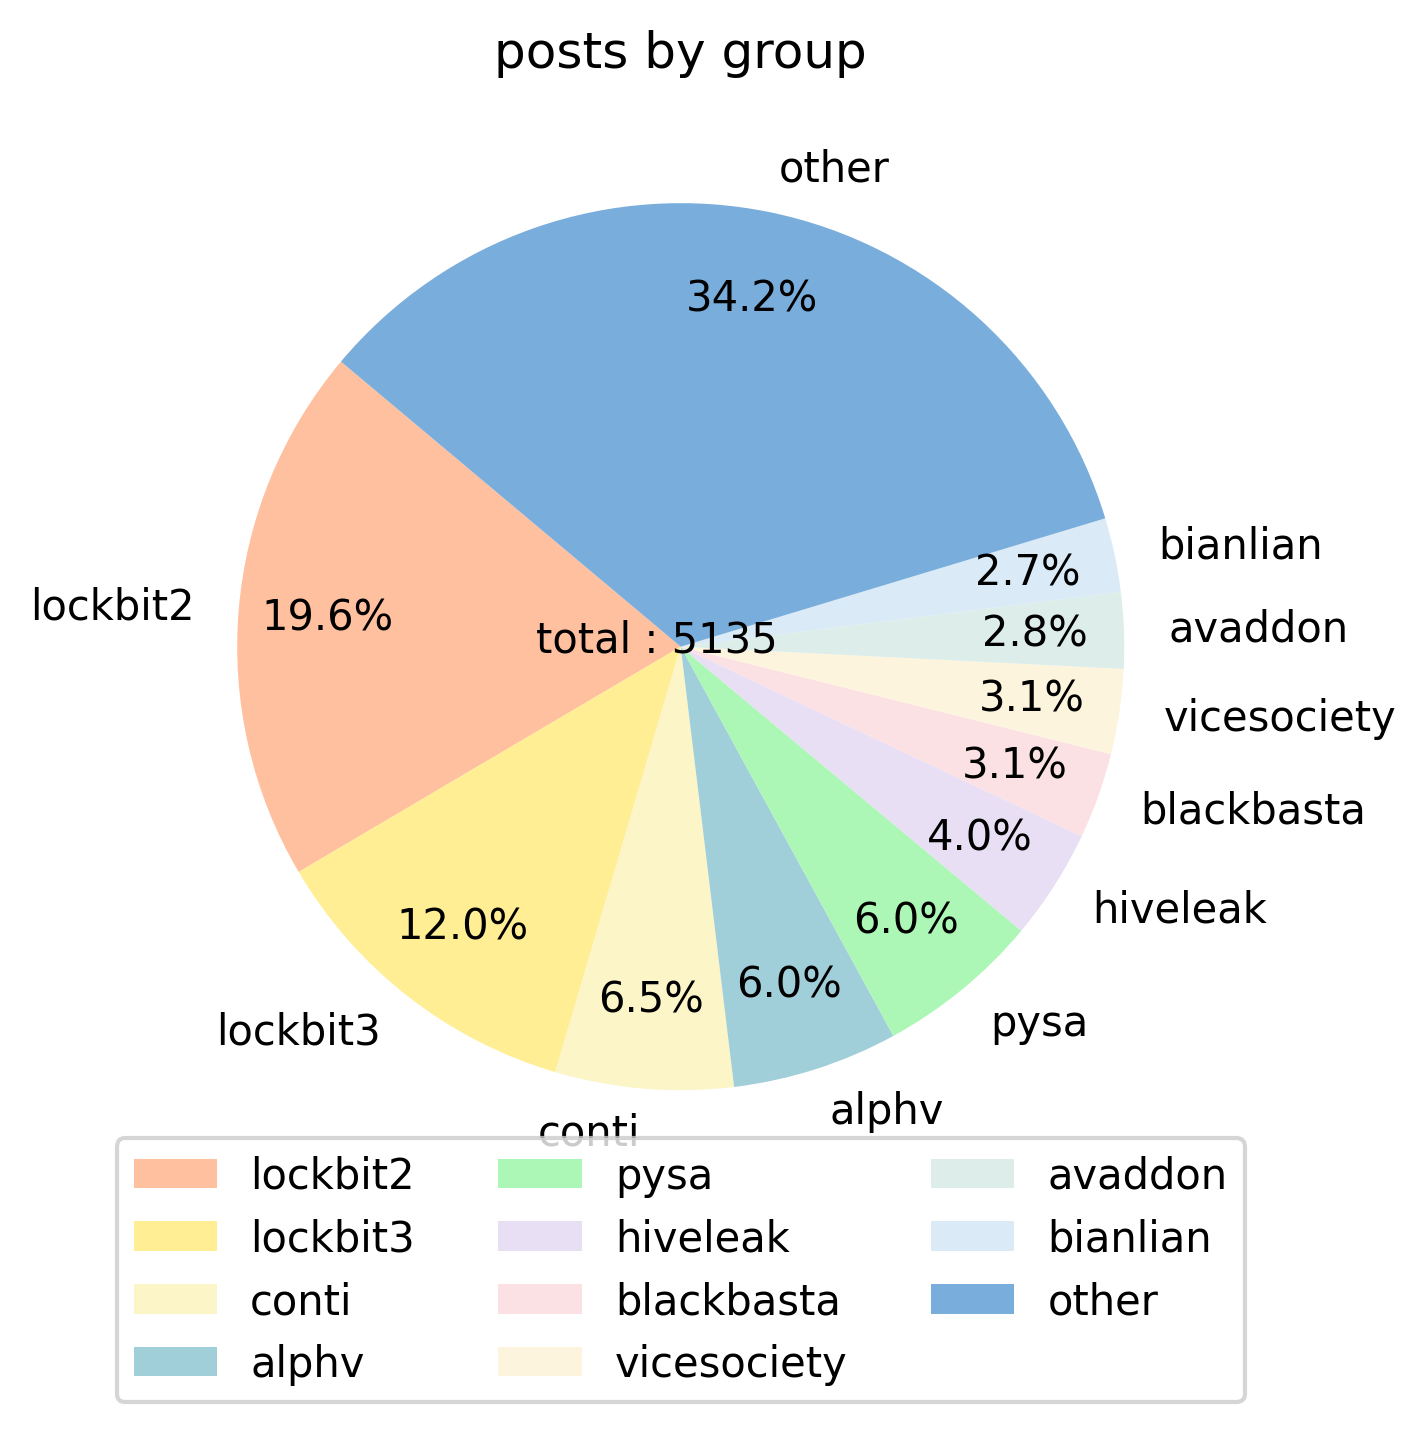 posts by group
other
34.2%
bianlian
2.7%
lockbit2
19.6%
total : 5135
2.8%
avaddon
3.1%
vicesociety
3.1%
blackbasta
4.0%
hiveleak
12.0%
6.0%
6.5%
6.0%
lockbit3
pysa
conti
alphv
lockbit2
lockbit3
conti
alphv
pysa
hiveleak
blackbasta
vicesociety
avaddon
bianlian
other